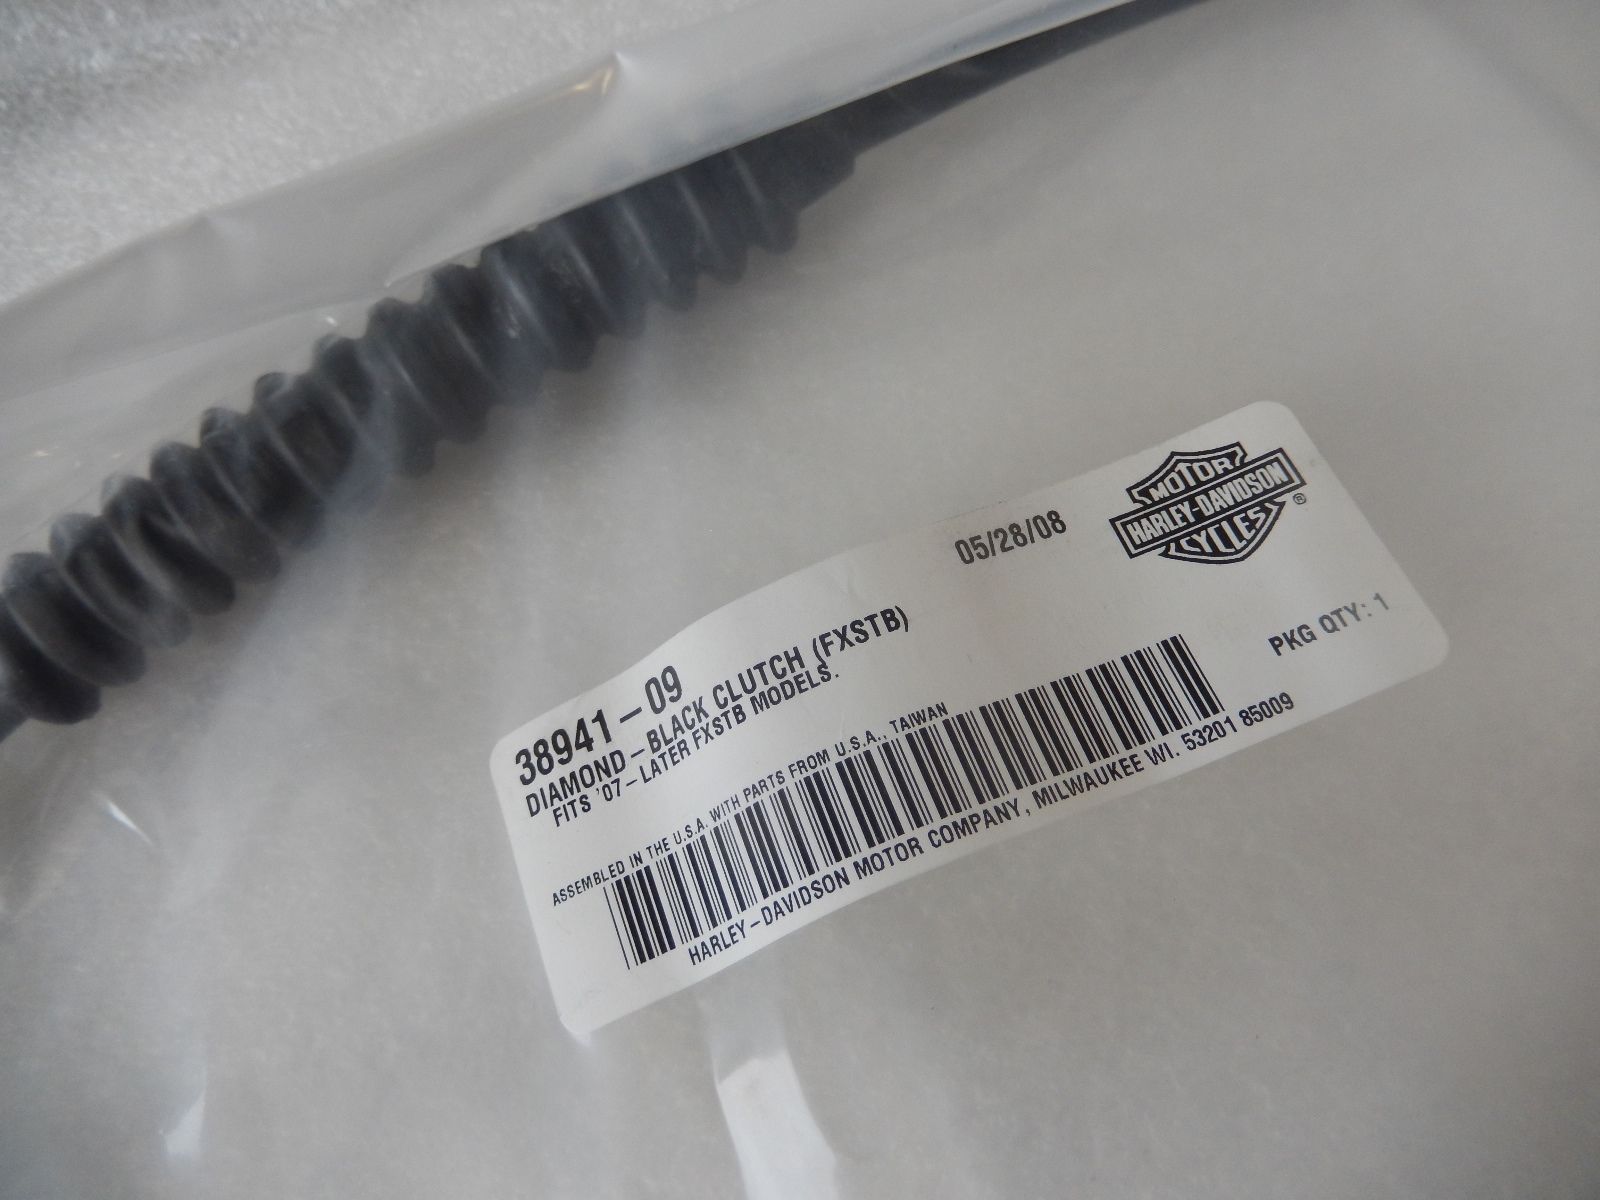 05/28/08
MOTOR
HARLEY-DAVIDSON
CYCLES
®
38941-09
DIAMOND-BLACK CLUTCH (FXSTB)
FITS '07-LATER FXSTB MODELS.
PKG QTY: 1
ASSEMBLED IN THE U.S.A. WITH PARTS FROM U.S.A., TAIWAN
HARLEY-DAVIDSON MOTOR COMPANY, MILWAUKEE WI. 53201 85009